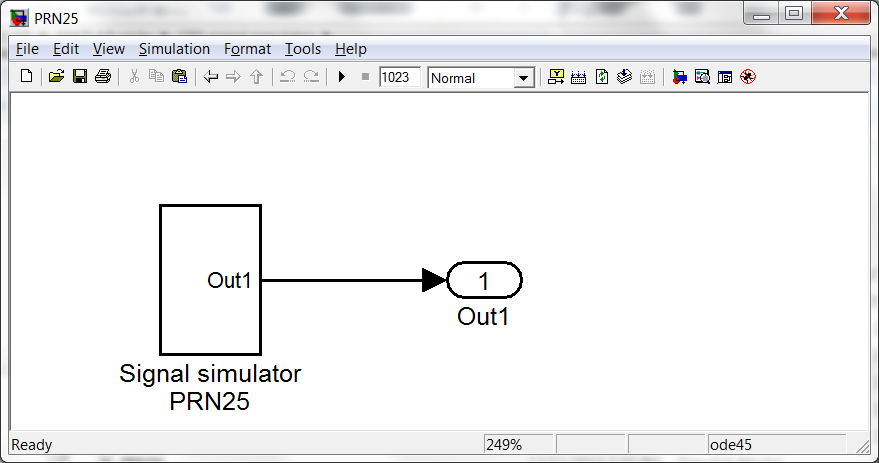 PRN25
File Edit View Simulation Format Tools Help
1023 Normal
Out1
1
Out1
Signal simulator
PRN25
Ready 249% ode45